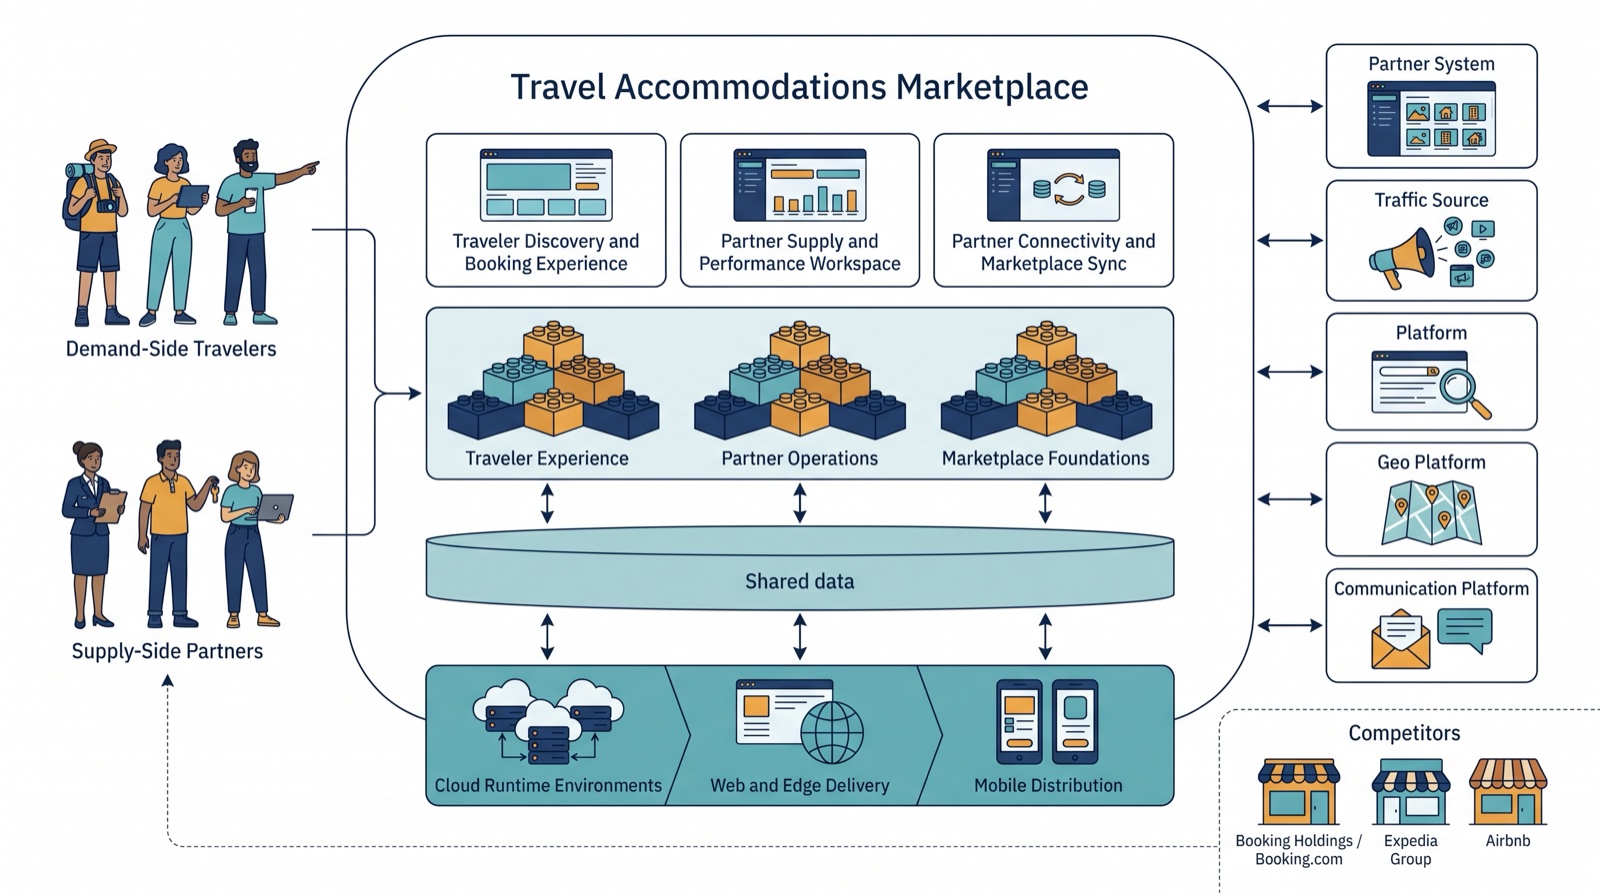 Travel Accommodations Marketplace
Traveler Discovery and
Booking Experience
Partner Supply and
Performance Workspace
Partner Connectivity and
Marketplace Sync
Demand-Side Travelers
Supply-Side Partners
Traveler Experience
Partner Operations
Marketplace Foundations
Shared data
Cloud Runtime Environments
Web and Edge Delivery
Mobile Distribution
Partner System
Traffic Source
Platform
Geo Platform
Communication Platform
Competitors
Booking Holdings /
Booking.com
Expedia
Group
Airbnb